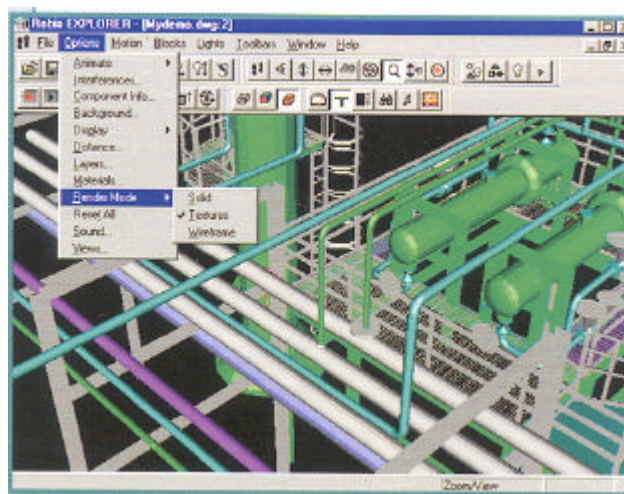 Rebis EXPLORER - [Mydemo.dwg:2]
File Options Motion Blocks Lights Toolbars Window Help
Animate
Interferences...
Component Info...
Background...
Display
Distance...
Layers...
Materials...
Render Mode
Solid
Reset All
Textures
Sound...
Wireframe
Views...
Zoom/View